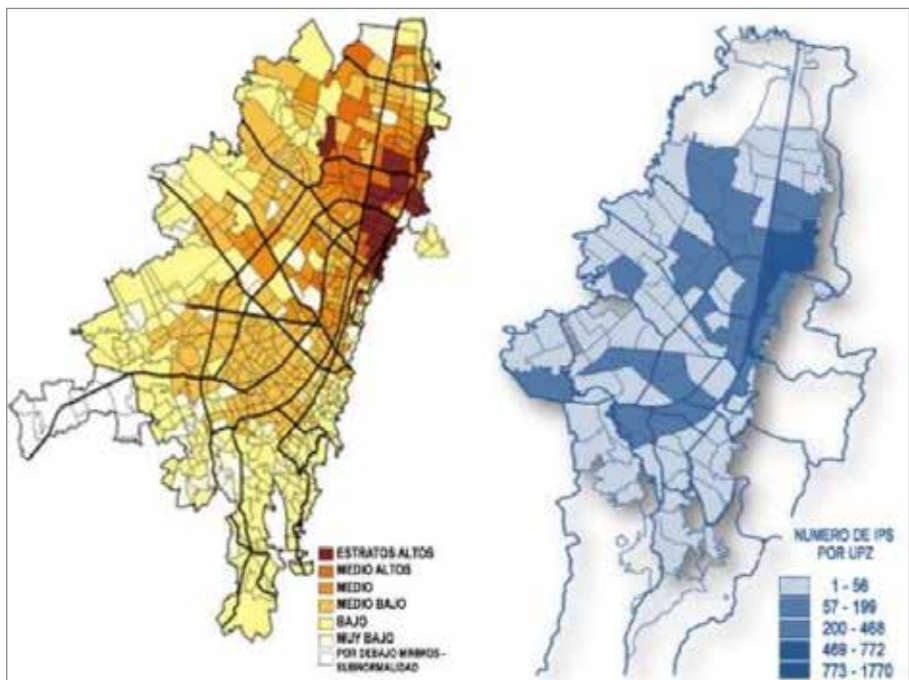 ESTRATOS ALTOS
MEDIO ALTOS
MEDIO
MEDIO BAJO
BAJO
MUY BAJO
POR DEBAJO MINIMOS -
SUBNORMALIDAD
NUMERO DE IPS
POR UPZ
1 - 56
57 - 199
200 - 468
469 - 772
773 - 1770